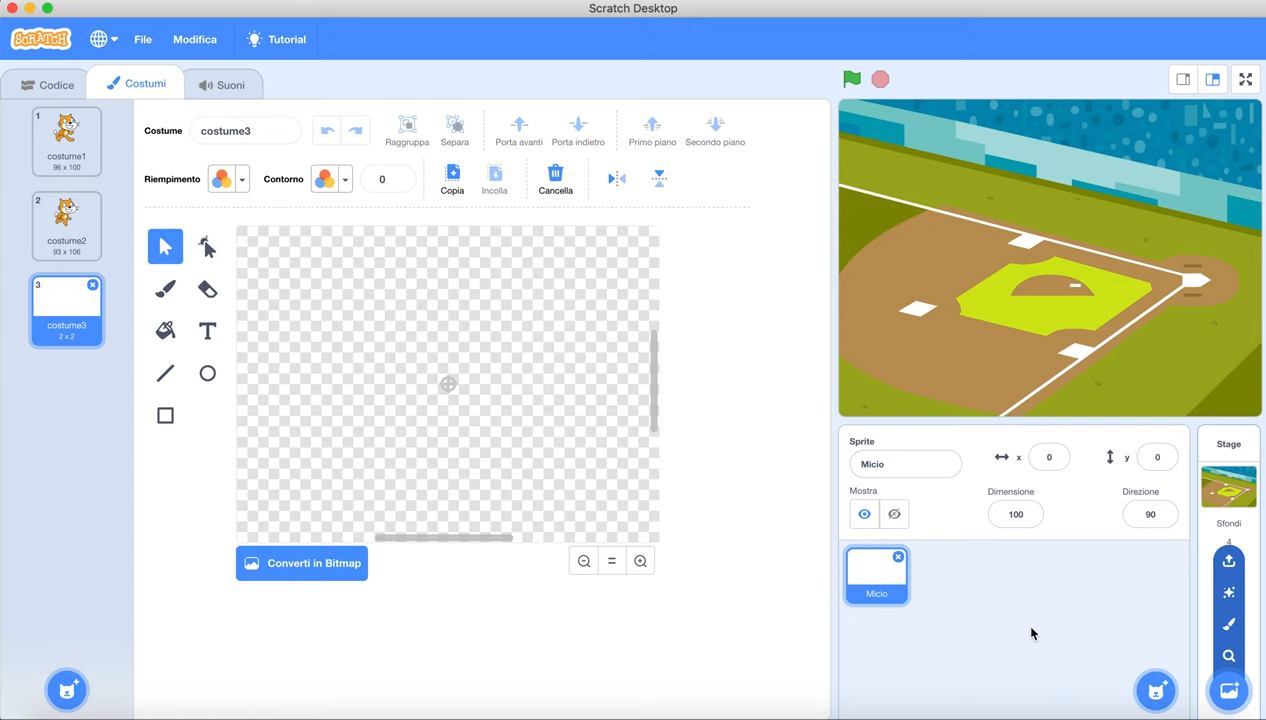 Scratch Desktop
SCRATCH
File
Modifica
Tutorial
Codice
Costumi
Suoni
1
costume1
96 x 100
2
costume2
93 x 106
3
costume3
2 x 2
Costume
costume3
Raggruppa
Separa
Porta avanti
Porta indietro
Primo piano
Secondo piano
Riempimento
Contorno
0
Copia
Incolla
Cancella
T
Converti in Bitmap
Sprite
Micio
x
0
y
0
Mostra
Dimensione
100
Direzione
90
Micio
Stage
Sfondi
4